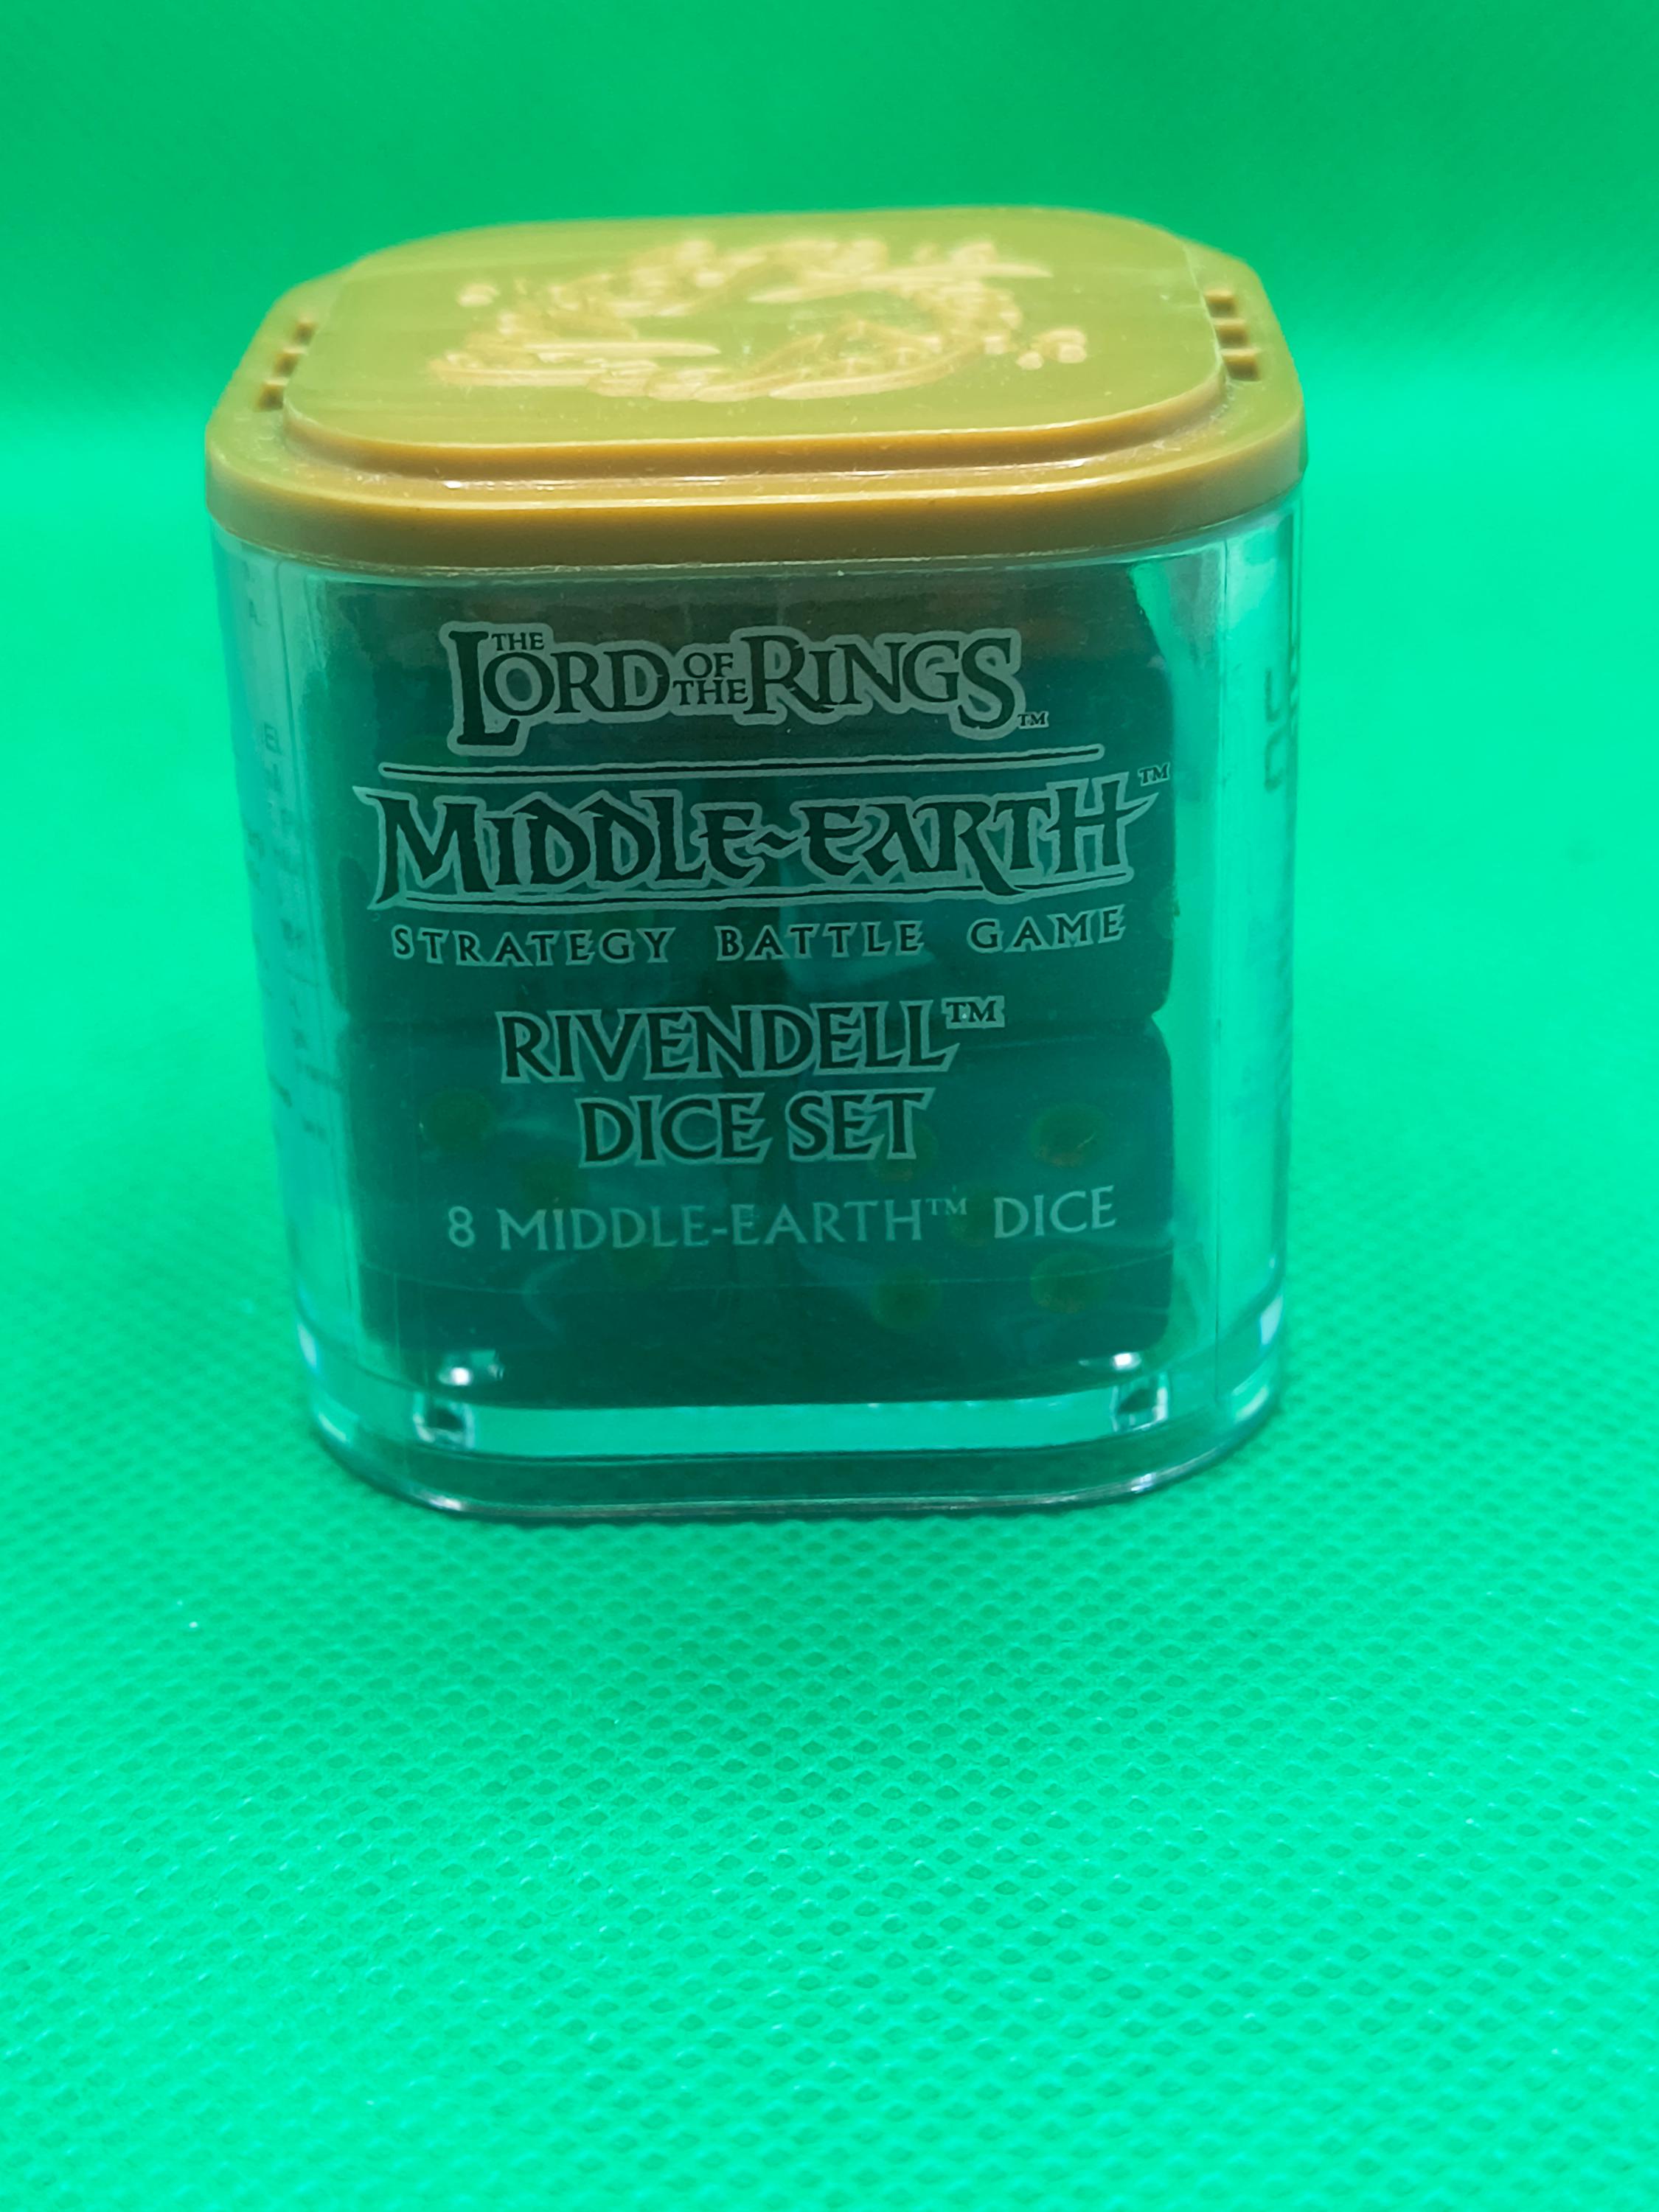 THE LORD OF THE RINGS™
MIDDLE-EARTH™
STRATEGY BATTLE GAME
RIVENDELL™
DICE SET
8 MIDDLE-EARTH™ DICE